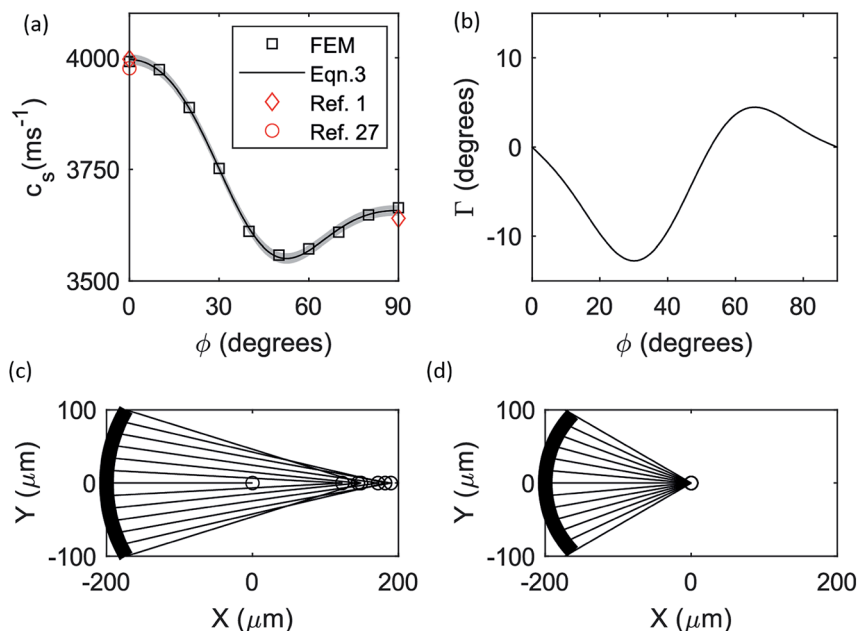 (a)
4000
3750
3500
c_s(ms⁻¹)
0 30 60 90
ϕ (degrees)
FEM
Eqn.3
Ref. 1
Ref. 27
(b)
10
0
-10
Γ (degrees)
0 20 40 60 80
ϕ (degrees)
(c)
100
0
-100
Y (μm)
-200 0 200
X (μm)
(d)
100
0
-100
Y (μm)
-200 0 200
X (μm)